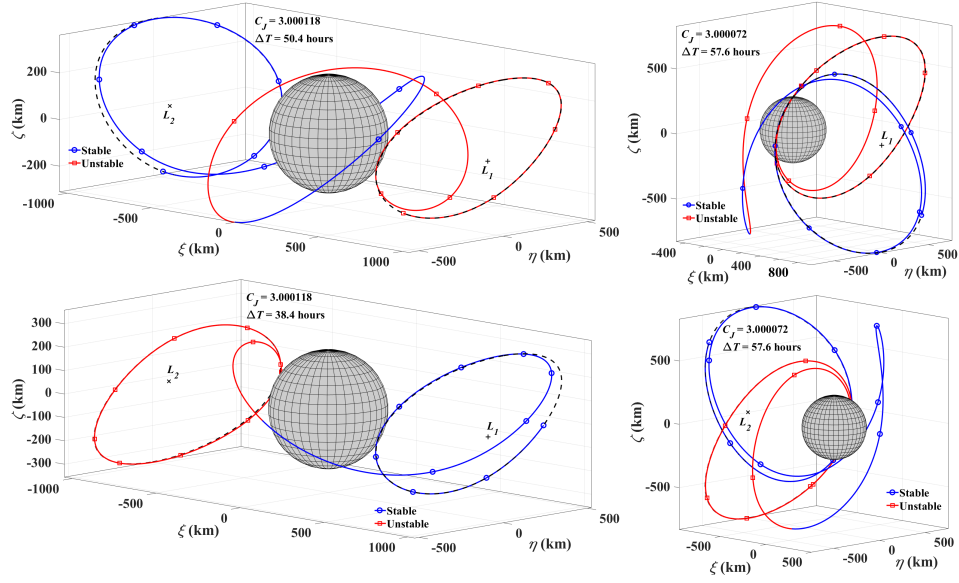 C_J = 3.000118
ΔT = 50.4 hours
200
0
-200
ζ (km)
L_2
L_1
Stable
Unstable
-1000
-500
0
500
1000
ξ (km)
-500
0
500
η (km)
C_J = 3.000072
ΔT = 57.6 hours
500
0
-500
ζ (km)
L_1
Stable
Unstable
0
400
800
ξ (km)
-500
0
500
η (km)
C_J = 3.000118
ΔT = 38.4 hours
300
200
100
0
-100
-200
-300
ζ (km)
L_2
L_1
Stable
Unstable
-1000
-500
0
500
1000
ξ (km)
-500
0
500
η (km)
C_J = 3.000072
ΔT = 57.6 hours
500
0
-500
ζ (km)
L_2
Stable
Unstable
-500
0
500
ξ (km)
-500
0
500
η (km)